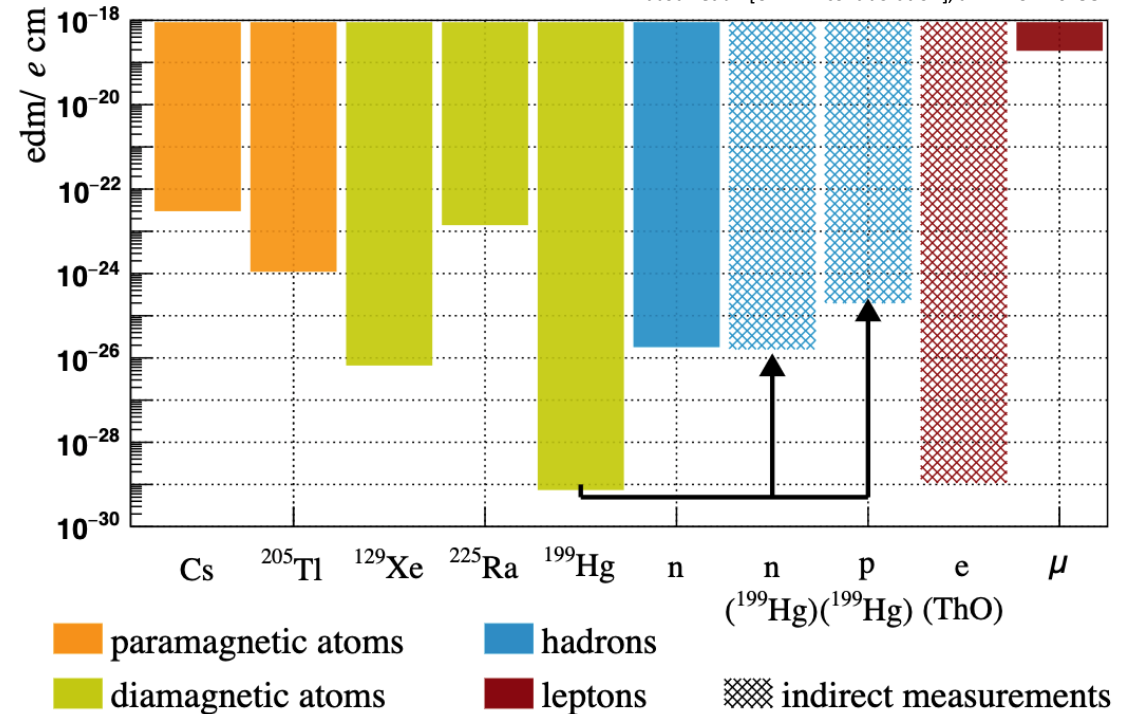 edm/ e cm
10⁻¹⁸
10⁻²⁰
10⁻²²
10⁻²⁴
10⁻²⁶
10⁻²⁸
10⁻³⁰
Cs ²⁰⁵Tl ¹²⁹Xe ²²⁵Ra ¹⁹⁹Hg n n p e μ
(¹⁹⁹Hg)(¹⁹⁹Hg) (ThO)
paramagnetic atoms hadrons
diamagnetic atoms leptons indirect measurements